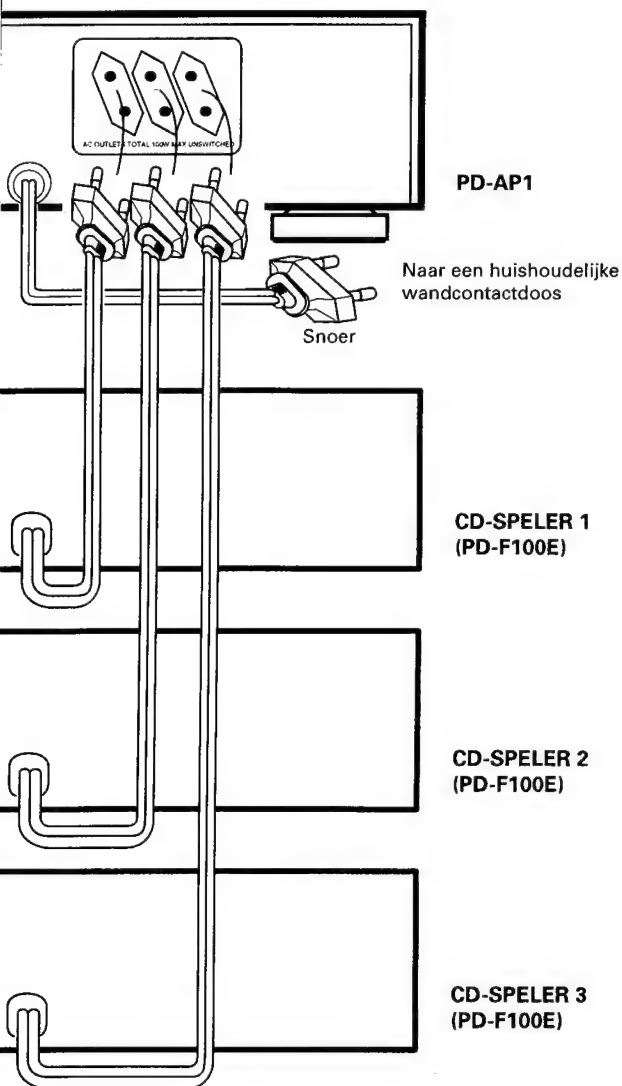 AC OUTLETS TOTAL 100W MAX UNSWITCHED
PD-AP1
Naar een huishoudelijke
wandcontactdoos
Snoer
CD-SPELER 1
(PD-F100E)
CD-SPELER 2
(PD-F100E)
CD-SPELER 3
(PD-F100E)